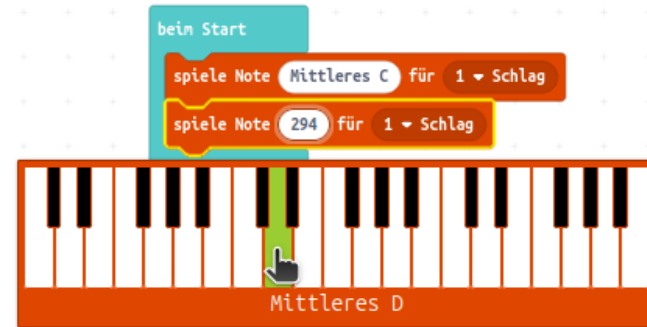 beim Start
spiele Note Mittleres C für 1 Schlag
spiele Note 294 für 1 Schlag
Mittleres D